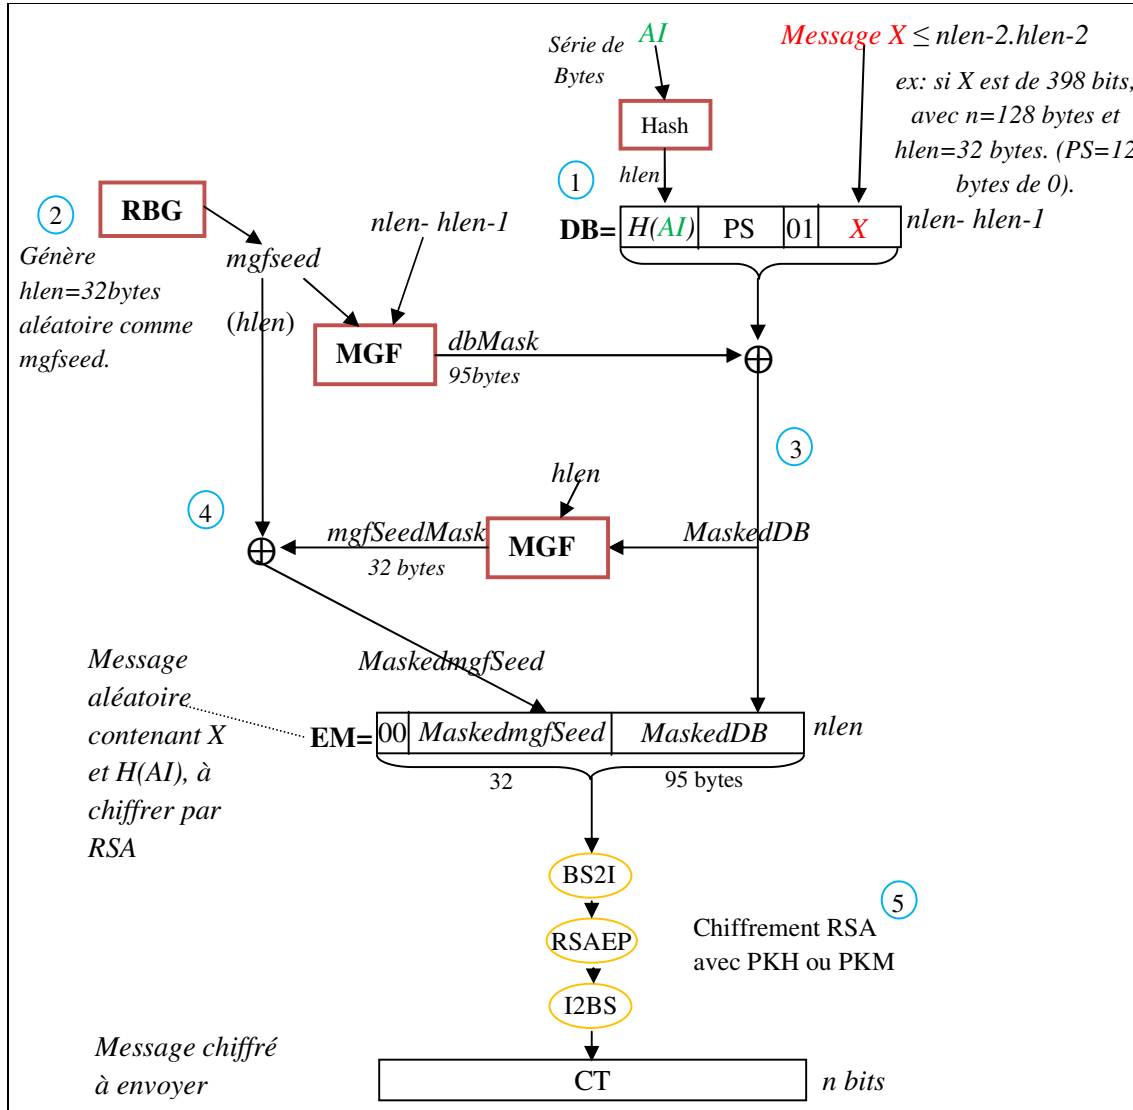 AI
Série de
Bytes
Message X ≤ nlen-2.hlen-2
ex: si X est de 398 bits,
avec n=128 bytes et
hlen=32 bytes. (PS=12
bytes de 0).
Hash
hlen
1
DB=
H(AI)
PS
01
X
nlen- hlen-1
2
RBG
Génère
hlen=32bytes
aléatoire comme
mgfseed.
mgfseed
(hlen)
nlen- hlen-1
MGF
dbMask
95bytes
3
hlen
4
mgfSeedMask
32 bytes
MGF
MaskedDB
MaskedmgfSeed
Message
aléatoire
contenant X
et H(AI), à
chiffrer par
RSA
EM=
00
MaskedmgfSeed
MaskedDB
nlen
32
95 bytes
BS2I
RSAEP
I2BS
5
Chiffrement RSA
avec PKH ou PKM
Message chiffré
à envoyer
CT
n bits